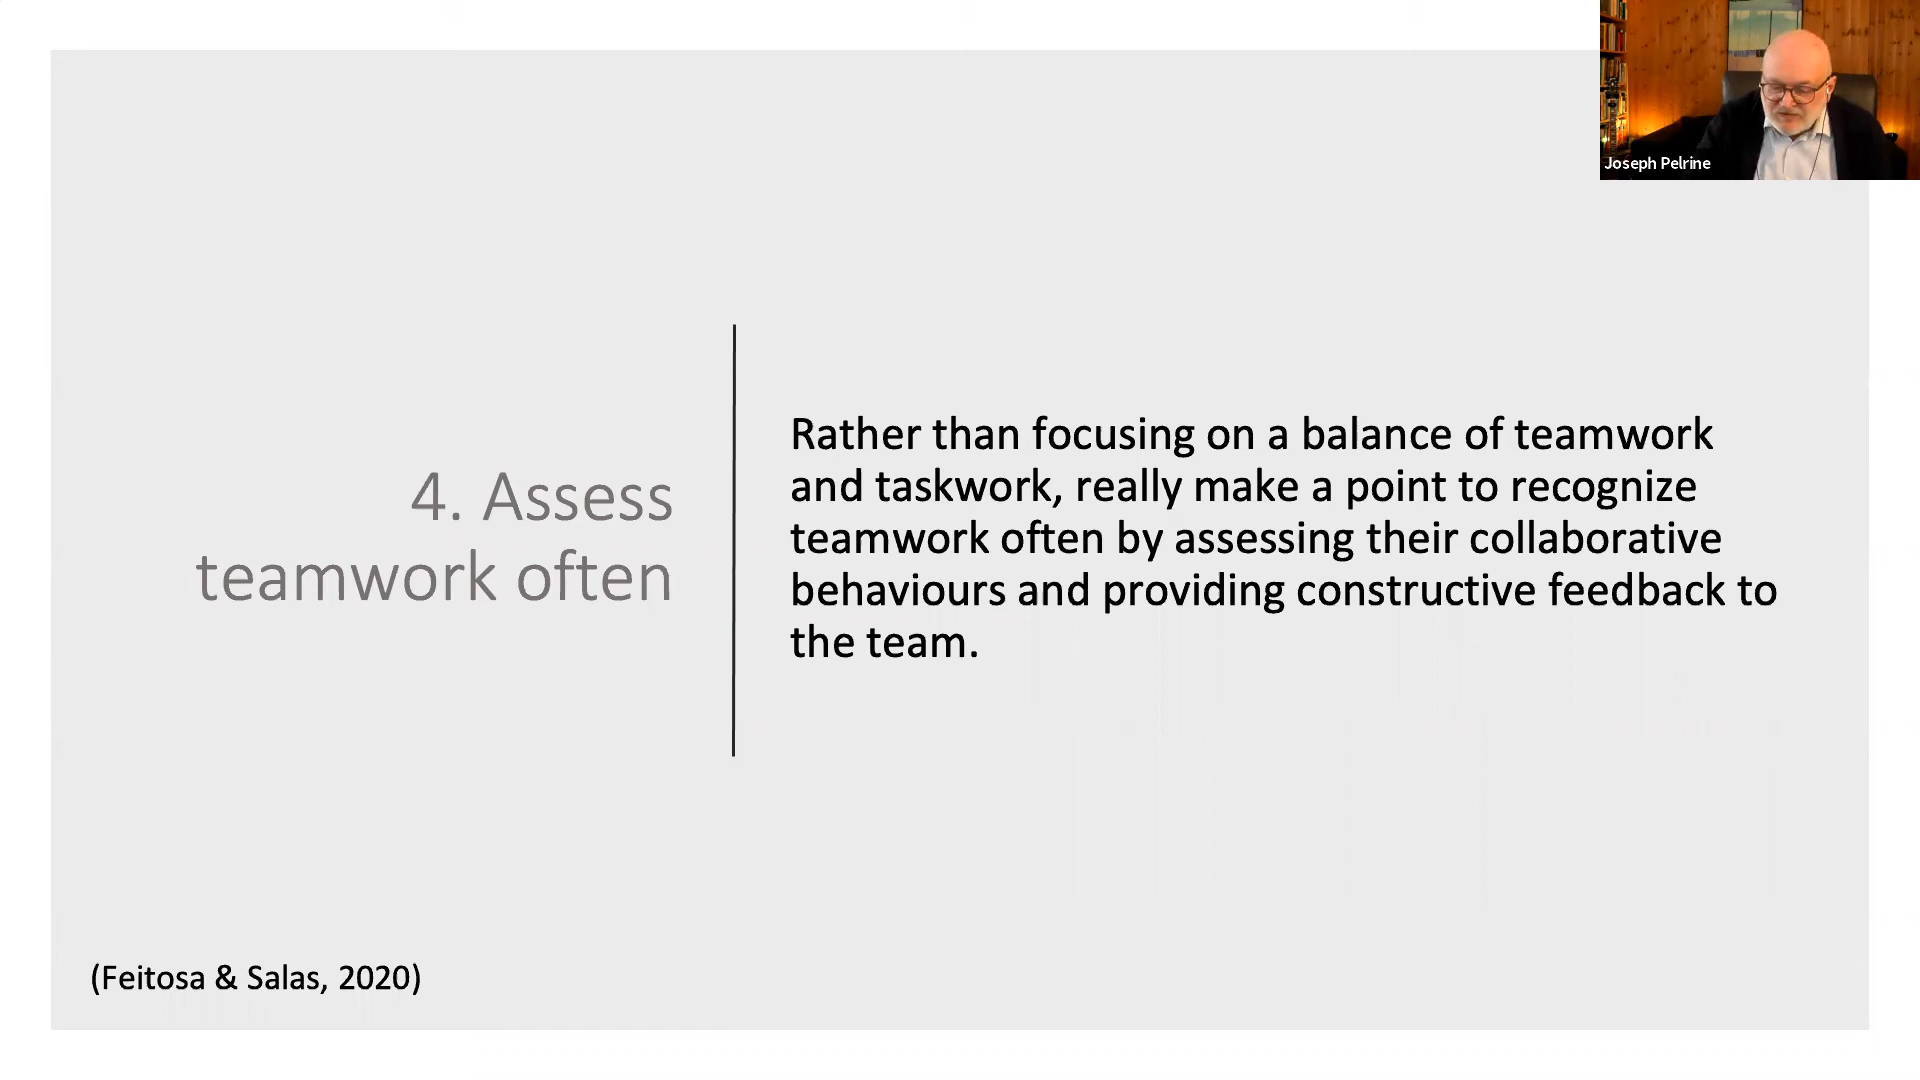 Joseph Pelrine
4. Assess
teamwork often
Rather than focusing on a balance of teamwork
and taskwork, really make a point to recognize
teamwork often by assessing their collaborative
behaviours and providing constructive feedback to
the team.
(Feitosa & Salas, 2020)